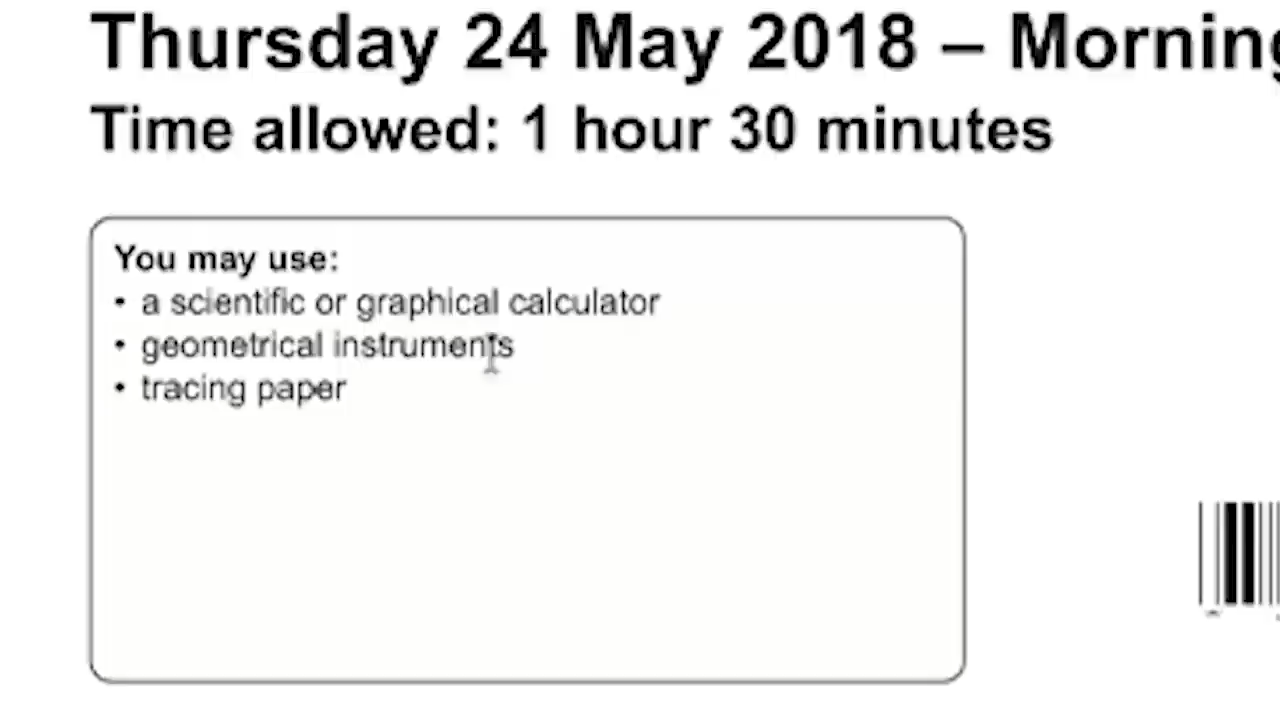 Thursday 24 May 2018 – Morning
Time allowed: 1 hour 30 minutes
You may use:
• a scientific or graphical calculator
• geometrical instruments
• tracing paper